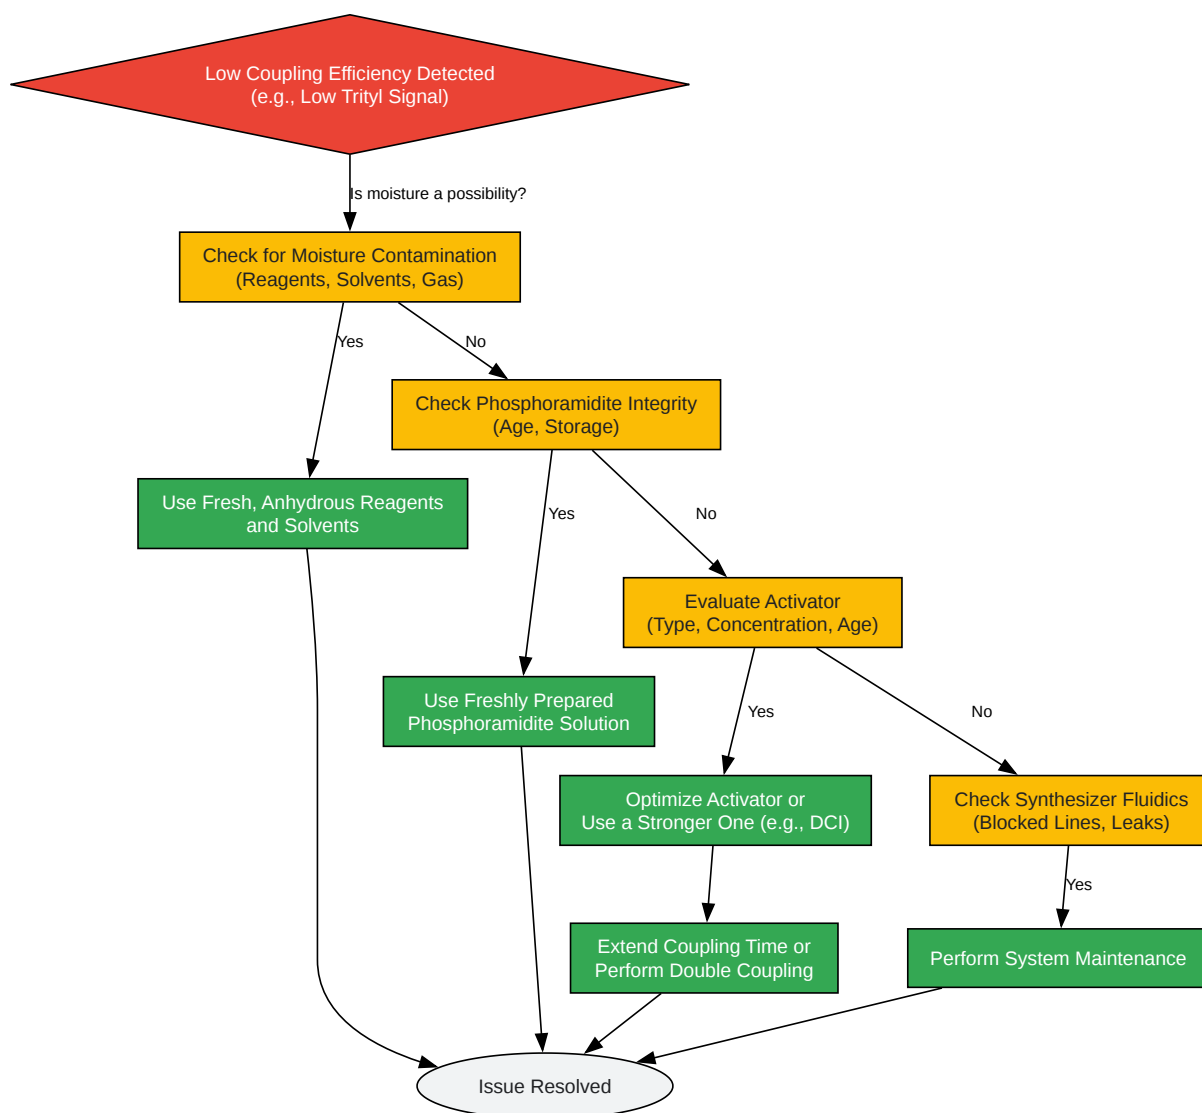 Low Coupling Efficiency Detected
(e.g., Low Trityl Signal)
Is moisture a possibility?
Check for Moisture Contamination
(Reagents, Solvents, Gas)
Yes
No
Check Phosphoramidite Integrity
(Age, Storage)
Use Fresh, Anhydrous Reagents
and Solvents
Yes
No
Evaluate Activator
(Type, Concentration, Age)
Use Freshly Prepared
Phosphoramidite Solution
Yes
No
Optimize Activator or
Use a Stronger One (e.g., DCI)
Check Synthesizer Fluidics
(Blocked Lines, Leaks)
Yes
Extend Coupling Time or
Perform Double Coupling
Perform System Maintenance
Issue Resolved